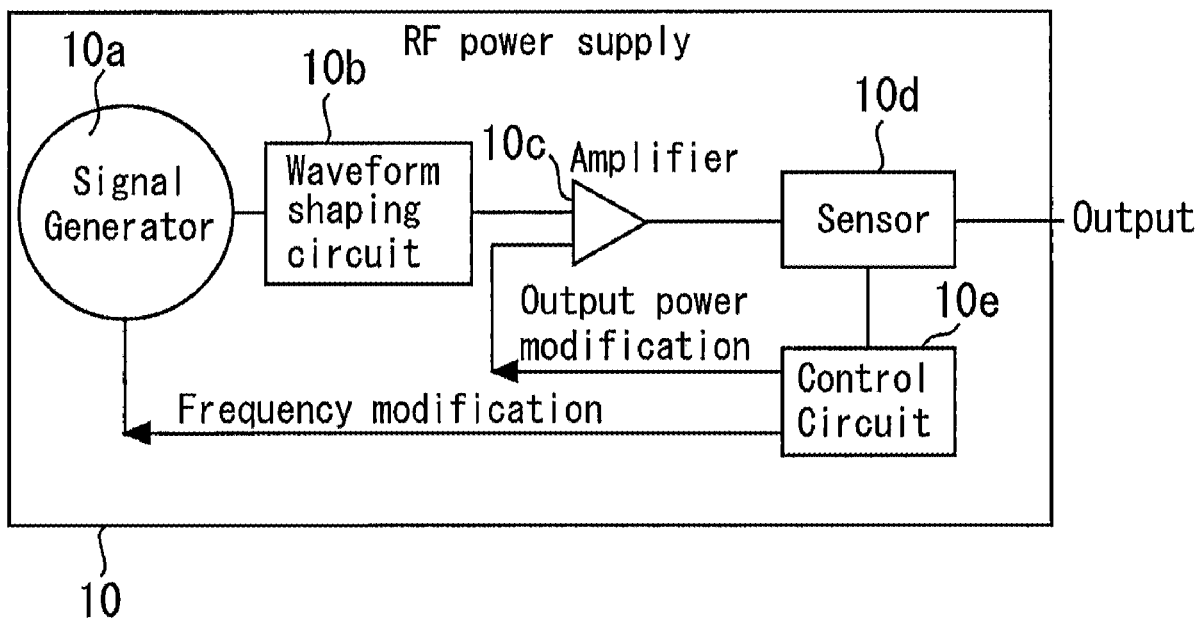 RF power supply
10a
10b
10c
Amplifier
10d
Signal
Generator
Waveform
shaping
circuit
Sensor
Output
Output power
modification
10e
Control
Circuit
Frequency modification
10